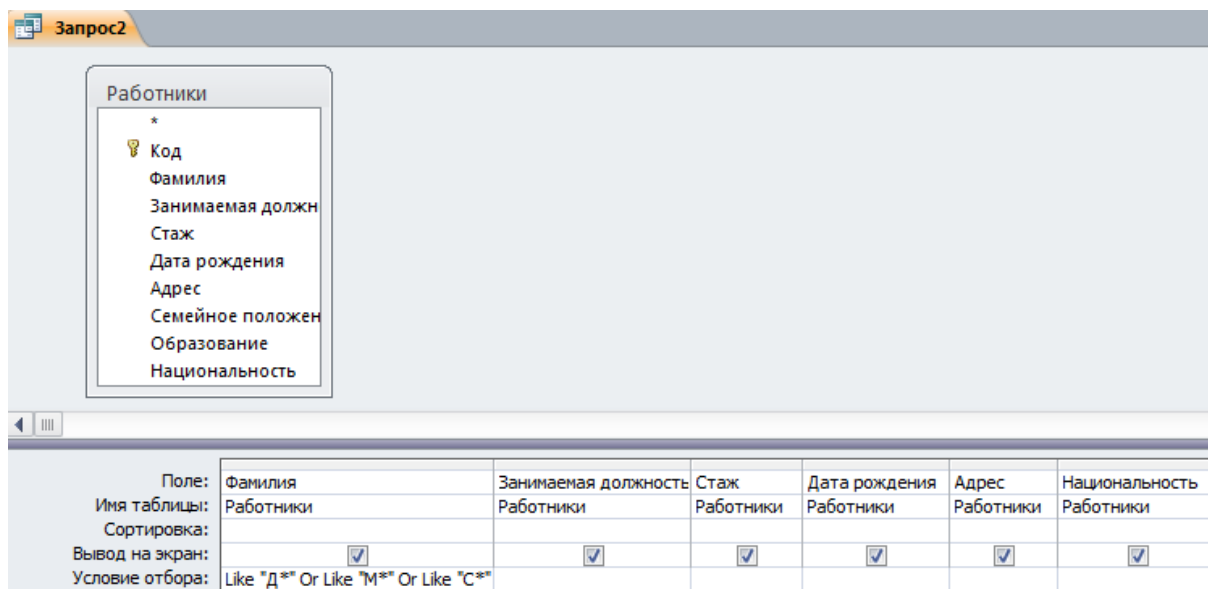 Запрос2
Работники
*
Код
Фамилия
Занимаемая должн
Стаж
Дата рождения
Адрес
Семейное положен
Образование
Национальность
Поле: Фамилия Занимаемая должность Стаж Дата рождения Адрес Национальность
Имя таблицы: Работники Работники Работники Работники Работники Работники
Сортировка:
Вывод на экран:
Условие отбора: Like "Д*" Or Like "М*" Or Like "С*"